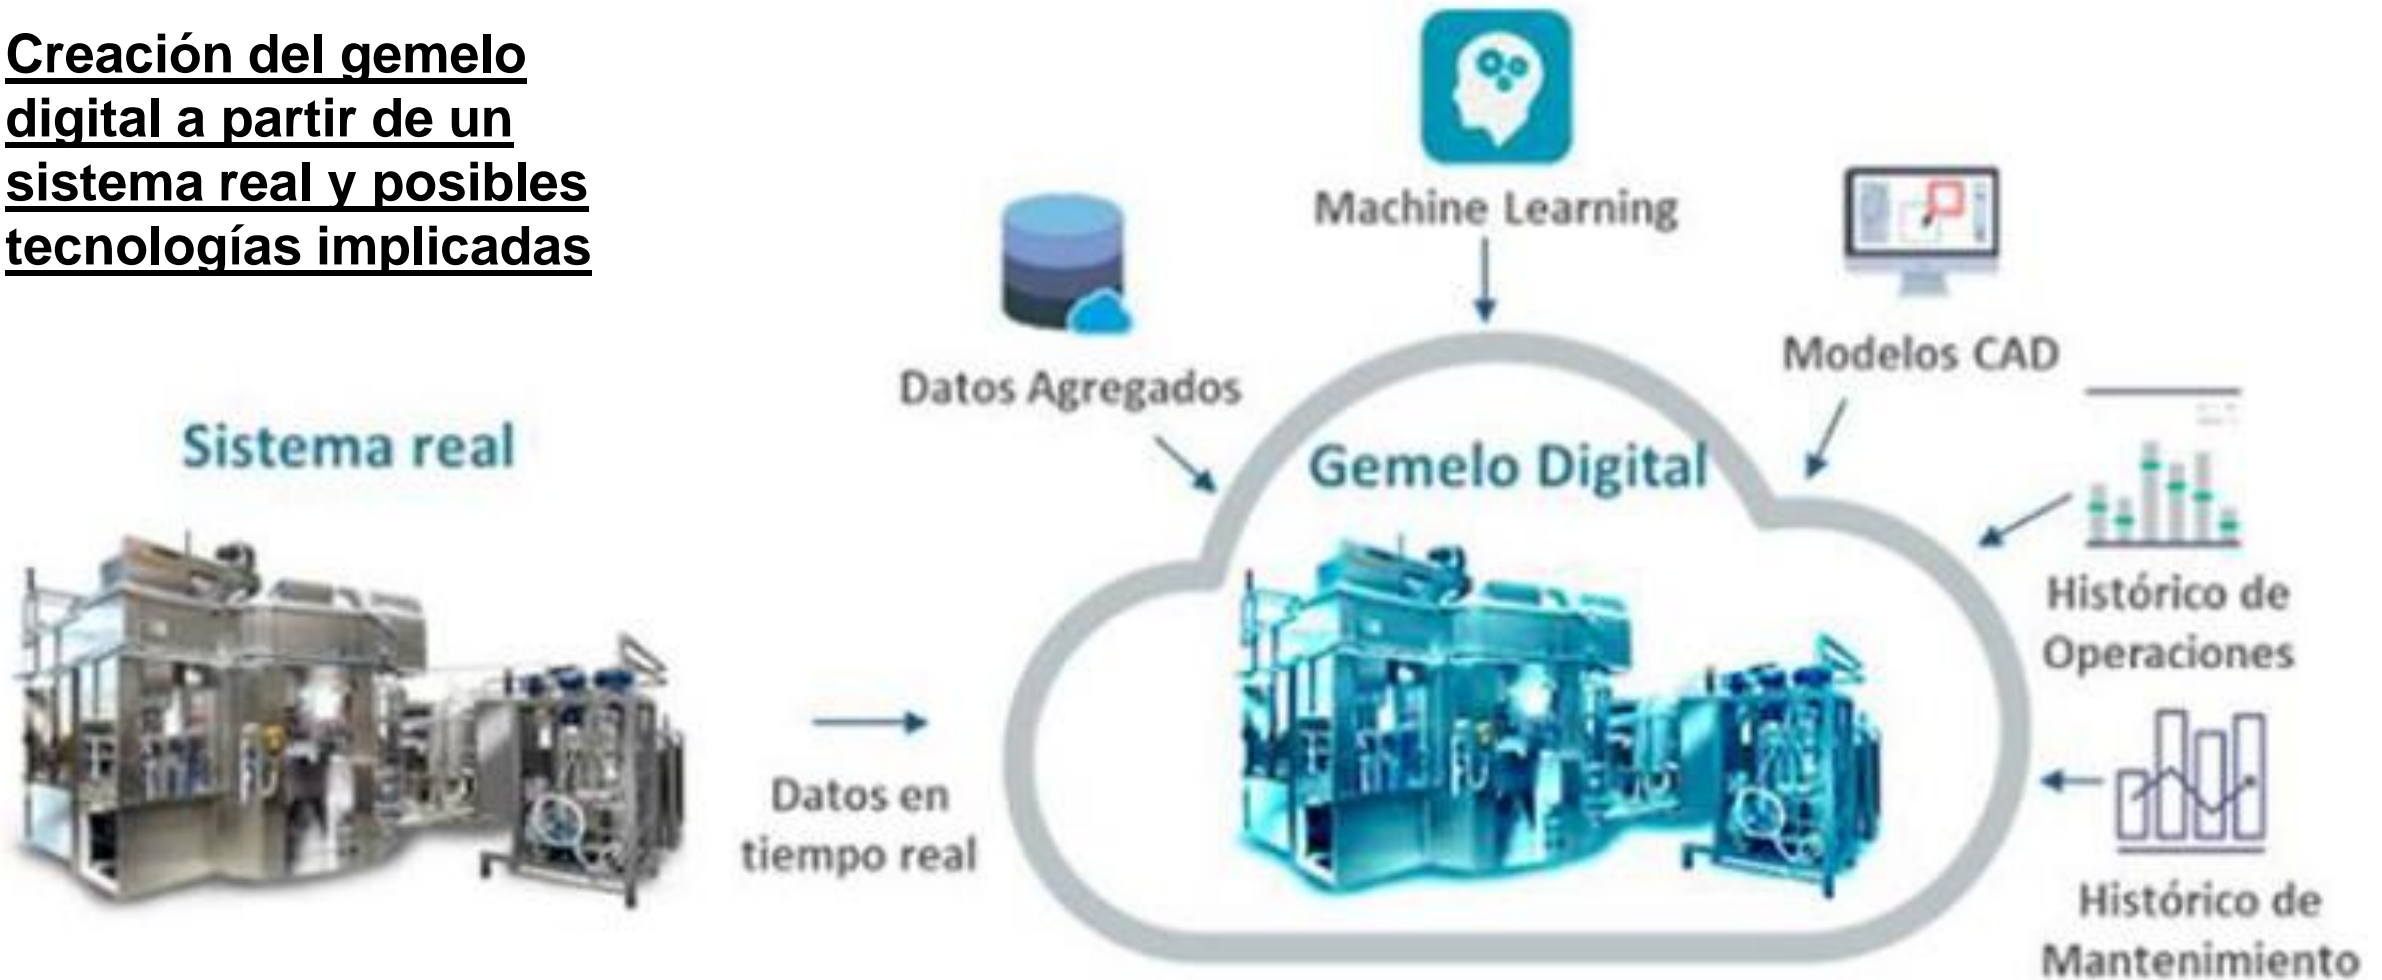 Creación del gemelo
digital a partir de un
sistema real y posibles
tecnologías implicadas
Machine Learning
Modelos CAD
Datos Agregados
Sistema real
Gemelo Digital
Histórico de
Operaciones
Datos en
tiempo real
Histórico de
Mantenimiento